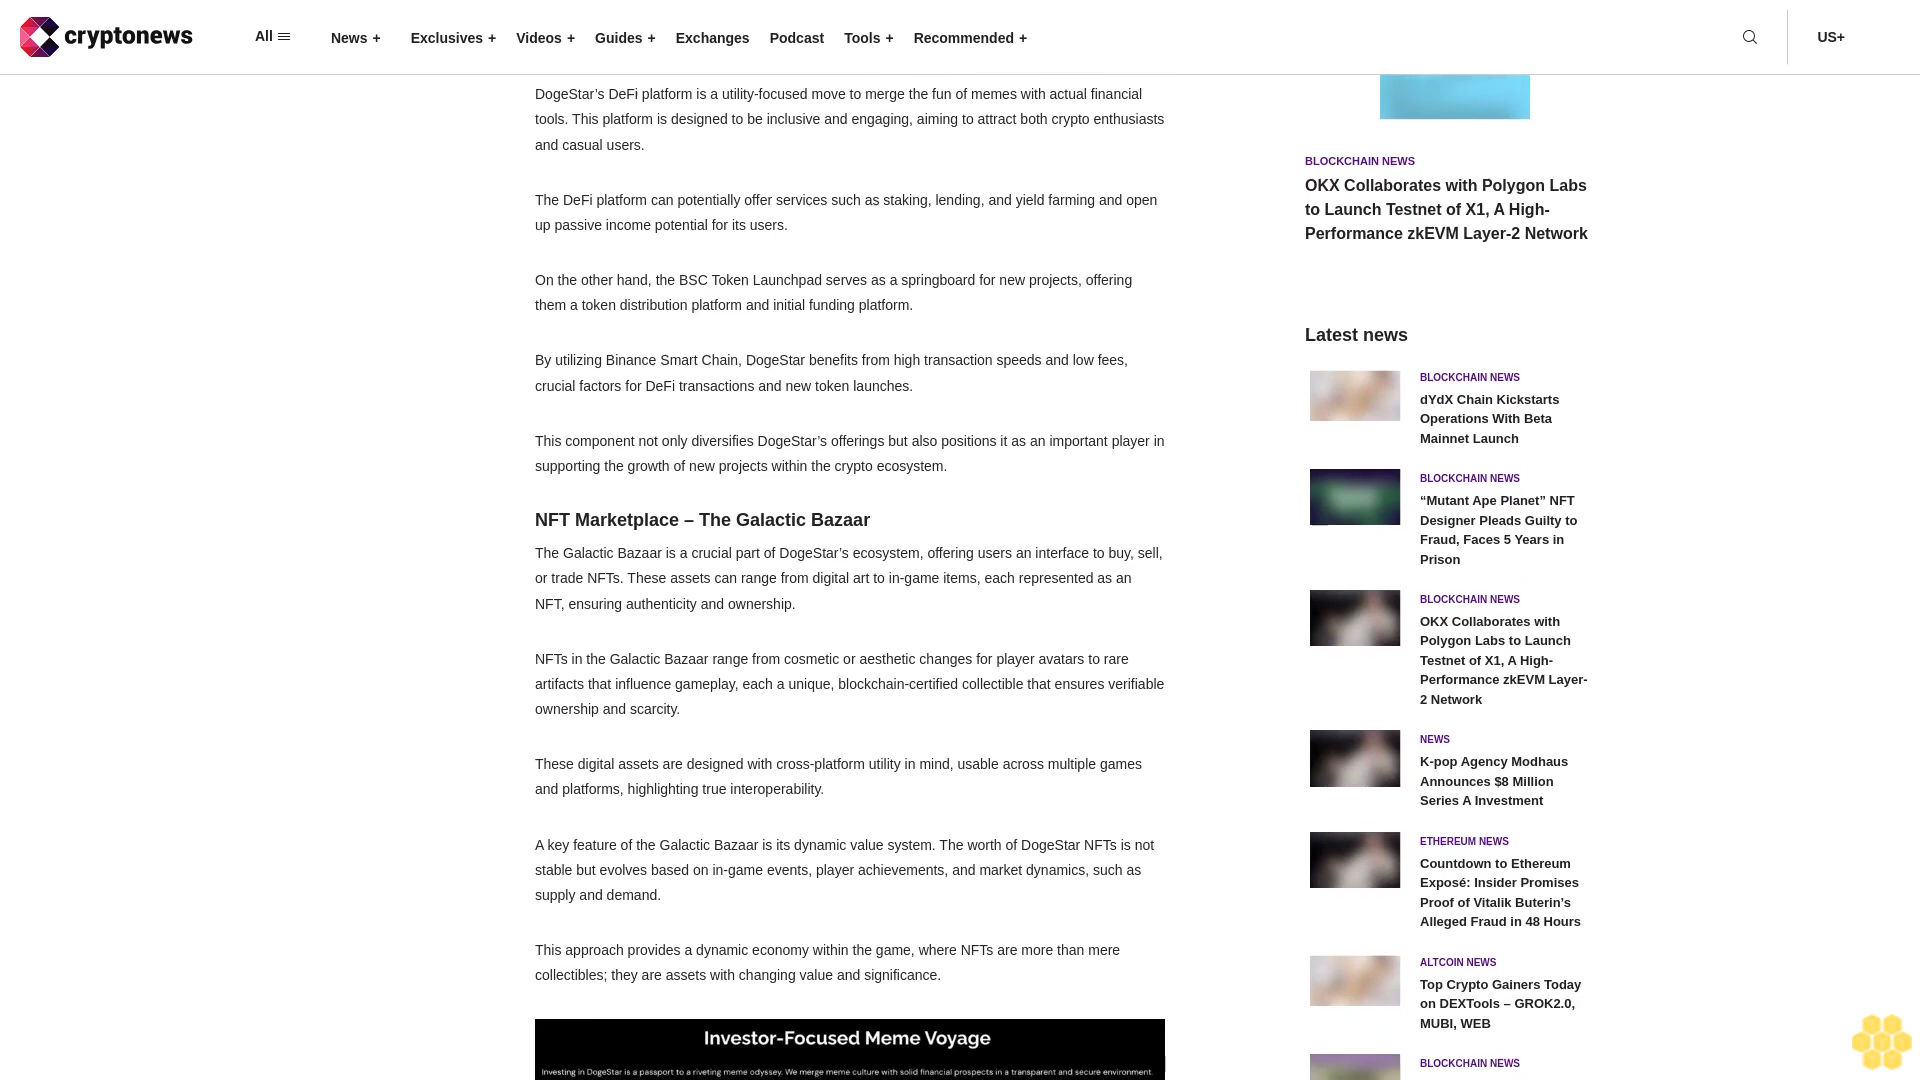 cryptonews
All
News +
Exclusives +
Videos +
Guides +
Exchanges
Podcast
Tools +
Recommended +
US+
DogeStar’s DeFi platform is a utility-focused move to merge the fun of memes with actual financial
tools. This platform is designed to be inclusive and engaging, aiming to attract both crypto enthusiasts
and casual users.
The DeFi platform can potentially offer services such as staking, lending, and yield farming and open
up passive income potential for its users.
On the other hand, the BSC Token Launchpad serves as a springboard for new projects, offering
them a token distribution platform and initial funding platform.
By utilizing Binance Smart Chain, DogeStar benefits from high transaction speeds and low fees,
crucial factors for DeFi transactions and new token launches.
This component not only diversifies DogeStar’s offerings but also positions it as an important player in
supporting the growth of new projects within the crypto ecosystem.
NFT Marketplace – The Galactic Bazaar
The Galactic Bazaar is a crucial part of DogeStar’s ecosystem, offering users an interface to buy, sell,
or trade NFTs. These assets can range from digital art to in-game items, each represented as an
NFT, ensuring authenticity and ownership.
NFTs in the Galactic Bazaar range from cosmetic or aesthetic changes for player avatars to rare
artifacts that influence gameplay, each a unique, blockchain-certified collectible that ensures verifiable
ownership and scarcity.
These digital assets are designed with cross-platform utility in mind, usable across multiple games
and platforms, highlighting true interoperability.
A key feature of the Galactic Bazaar is its dynamic value system. The worth of DogeStar NFTs is not
stable but evolves based on in-game events, player achievements, and market dynamics, such as
supply and demand.
This approach provides a dynamic economy within the game, where NFTs are more than mere
collectibles; they are assets with changing value and significance.
Investor-Focused Meme Voyage
Investing in DogeStar is a passport to a riveting meme odyssey. We merge meme culture with solid financial prospects in a transparent and secure environment.
BLOCKCHAIN NEWS
OKX Collaborates with Polygon Labs
to Launch Testnet of X1, A High-
Performance zkEVM Layer-2 Network
Latest news
BLOCKCHAIN NEWS
dYdX Chain Kickstarts
Operations With Beta
Mainnet Launch
BLOCKCHAIN NEWS
“Mutant Ape Planet” NFT
Designer Pleads Guilty to
Fraud, Faces 5 Years in
Prison
BLOCKCHAIN NEWS
OKX Collaborates with
Polygon Labs to Launch
Testnet of X1, A High-
Performance zkEVM Layer-
2 Network
NEWS
K-pop Agency Modhaus
Announces $8 Million
Series A Investment
ETHEREUM NEWS
Countdown to Ethereum
Exposé: Insider Promises
Proof of Vitalik Buterin’s
Alleged Fraud in 48 Hours
ALTCOIN NEWS
Top Crypto Gainers Today
on DEXTools – GROK2.0,
MUBI, WEB
BLOCKCHAIN NEWS